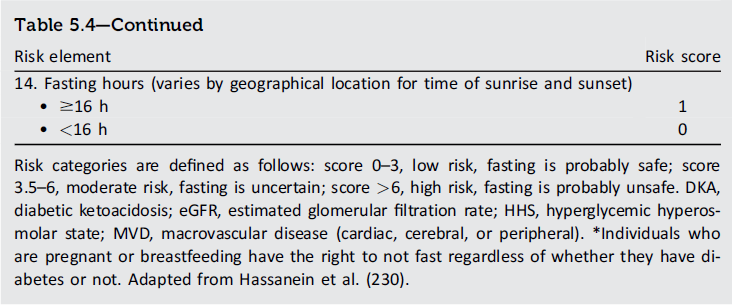 Table 5.4—Continued
Risk element Risk score
14. Fasting hours (varies by geographical location for time of sunrise and sunset)
• ≥16 h 1
• <16 h 0
Risk categories are defined as follows: score 0–3, low risk, fasting is probably safe; score
3.5–6, moderate risk, fasting is uncertain; score >6, high risk, fasting is probably unsafe. DKA,
diabetic ketoacidosis; eGFR, estimated glomerular filtration rate; HHS, hyperglycemic hyperos-
molar state; MVD, macrovascular disease (cardiac, cerebral, or peripheral). *Individuals who
are pregnant or breastfeeding have the right to not fast regardless of whether they have di-
abetes or not. Adapted from Hassanein et al. (230).